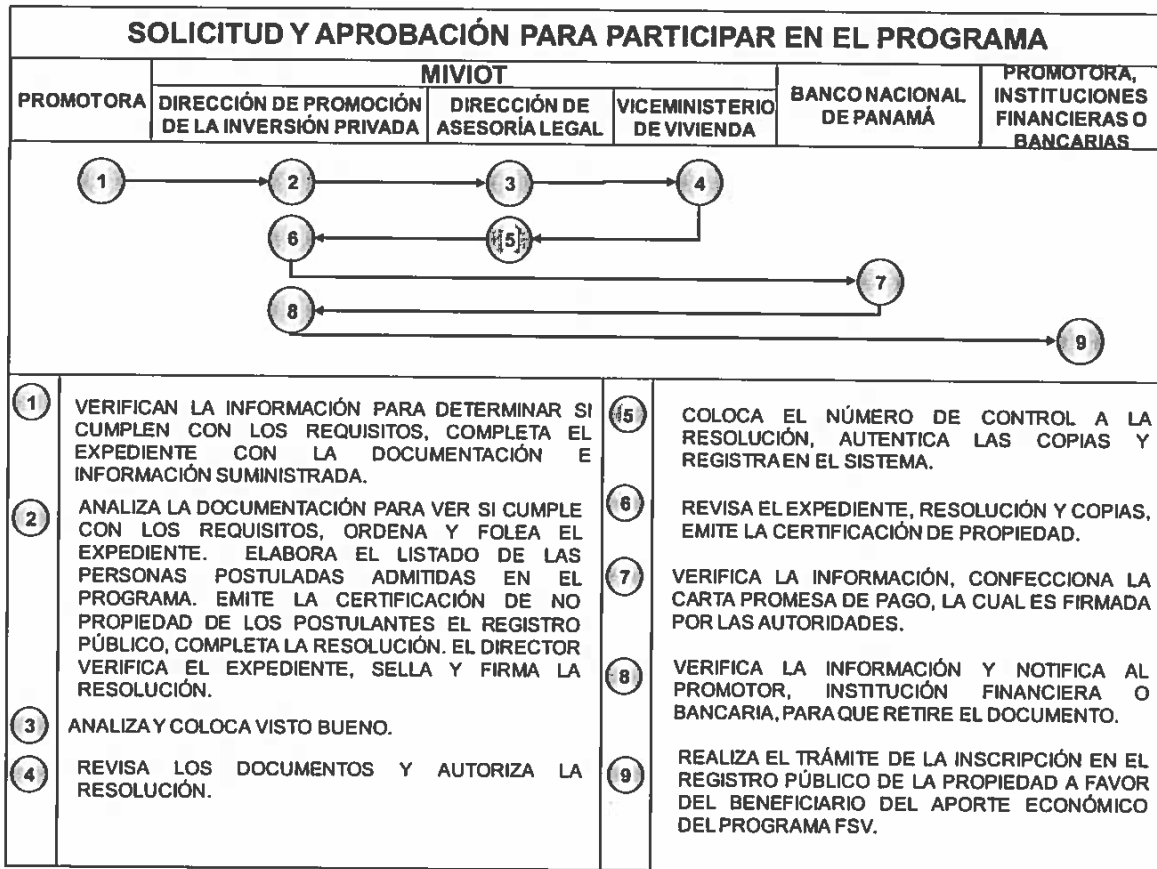 SOLICITUD Y APROBACIÓN PARA PARTICIPAR EN EL PROGRAMA
PROMOTORA
MIVIOT
DIRECCIÓN DE PROMOCIÓN
DE LA INVERSIÓN PRIVADA
DIRECCIÓN DE
ASESORÍA LEGAL
VICEMINISTERIO
DE VIVIENDA
BANCO NACIONAL
DE PANAMÁ
PROMOTORA,
INSTITUCIONES
FINANCIERAS O
BANCARIAS
1
2
3
4
6
5
7
8
9
1
VERIFICAN LA INFORMACIÓN PARA DETERMINAR SI
CUMPLEN CON LOS REQUISITOS, COMPLETA EL
EXPEDIENTE CON LA DOCUMENTACIÓN E
INFORMACIÓN SUMINISTRADA.
2
ANALIZA LA DOCUMENTACIÓN PARA VER SI CUMPLE
CON LOS REQUISITOS, ORDENA Y FOLEA EL
EXPEDIENTE. ELABORA EL LISTADO DE LAS
PERSONAS POSTULADAS ADMITIDAS EN EL
PROGRAMA. EMITE LA CERTIFICACIÓN DE NO
PROPIEDAD DE LOS POSTULANTES EL REGISTRO
PÚBLICO, COMPLETA LA RESOLUCIÓN. EL DIRECTOR
VERIFICA EL EXPEDIENTE, SELLA Y FIRMA LA
RESOLUCIÓN.
3
ANALIZA Y COLOCA VISTO BUENO.
4
REVISA LOS DOCUMENTOS Y AUTORIZA LA
RESOLUCIÓN.
5
COLOCA EL NÚMERO DE CONTROL A LA
RESOLUCIÓN, AUTENTICA LAS COPIAS Y
REGISTRA EN EL SISTEMA.
6
REVISA EL EXPEDIENTE, RESOLUCIÓN Y COPIAS,
EMITE LA CERTIFICACIÓN DE PROPIEDAD.
7
VERIFICA LA INFORMACIÓN, CONFECCIONA LA
CARTA PROMESA DE PAGO, LA CUAL ES FIRMADA
POR LAS AUTORIDADES.
8
VERIFICA LA INFORMACIÓN Y NOTIFICA AL
PROMOTOR, INSTITUCIÓN FINANCIERA O
BANCARIA, PARA QUE RETIRE EL DOCUMENTO.
9
REALIZA EL TRÁMITE DE LA INSCRIPCIÓN EN EL
REGISTRO PÚBLICO DE LA PROPIEDAD A FAVOR
DEL BENEFICIARIO DEL APORTE ECONÓMICO
DEL PROGRAMA FSV.